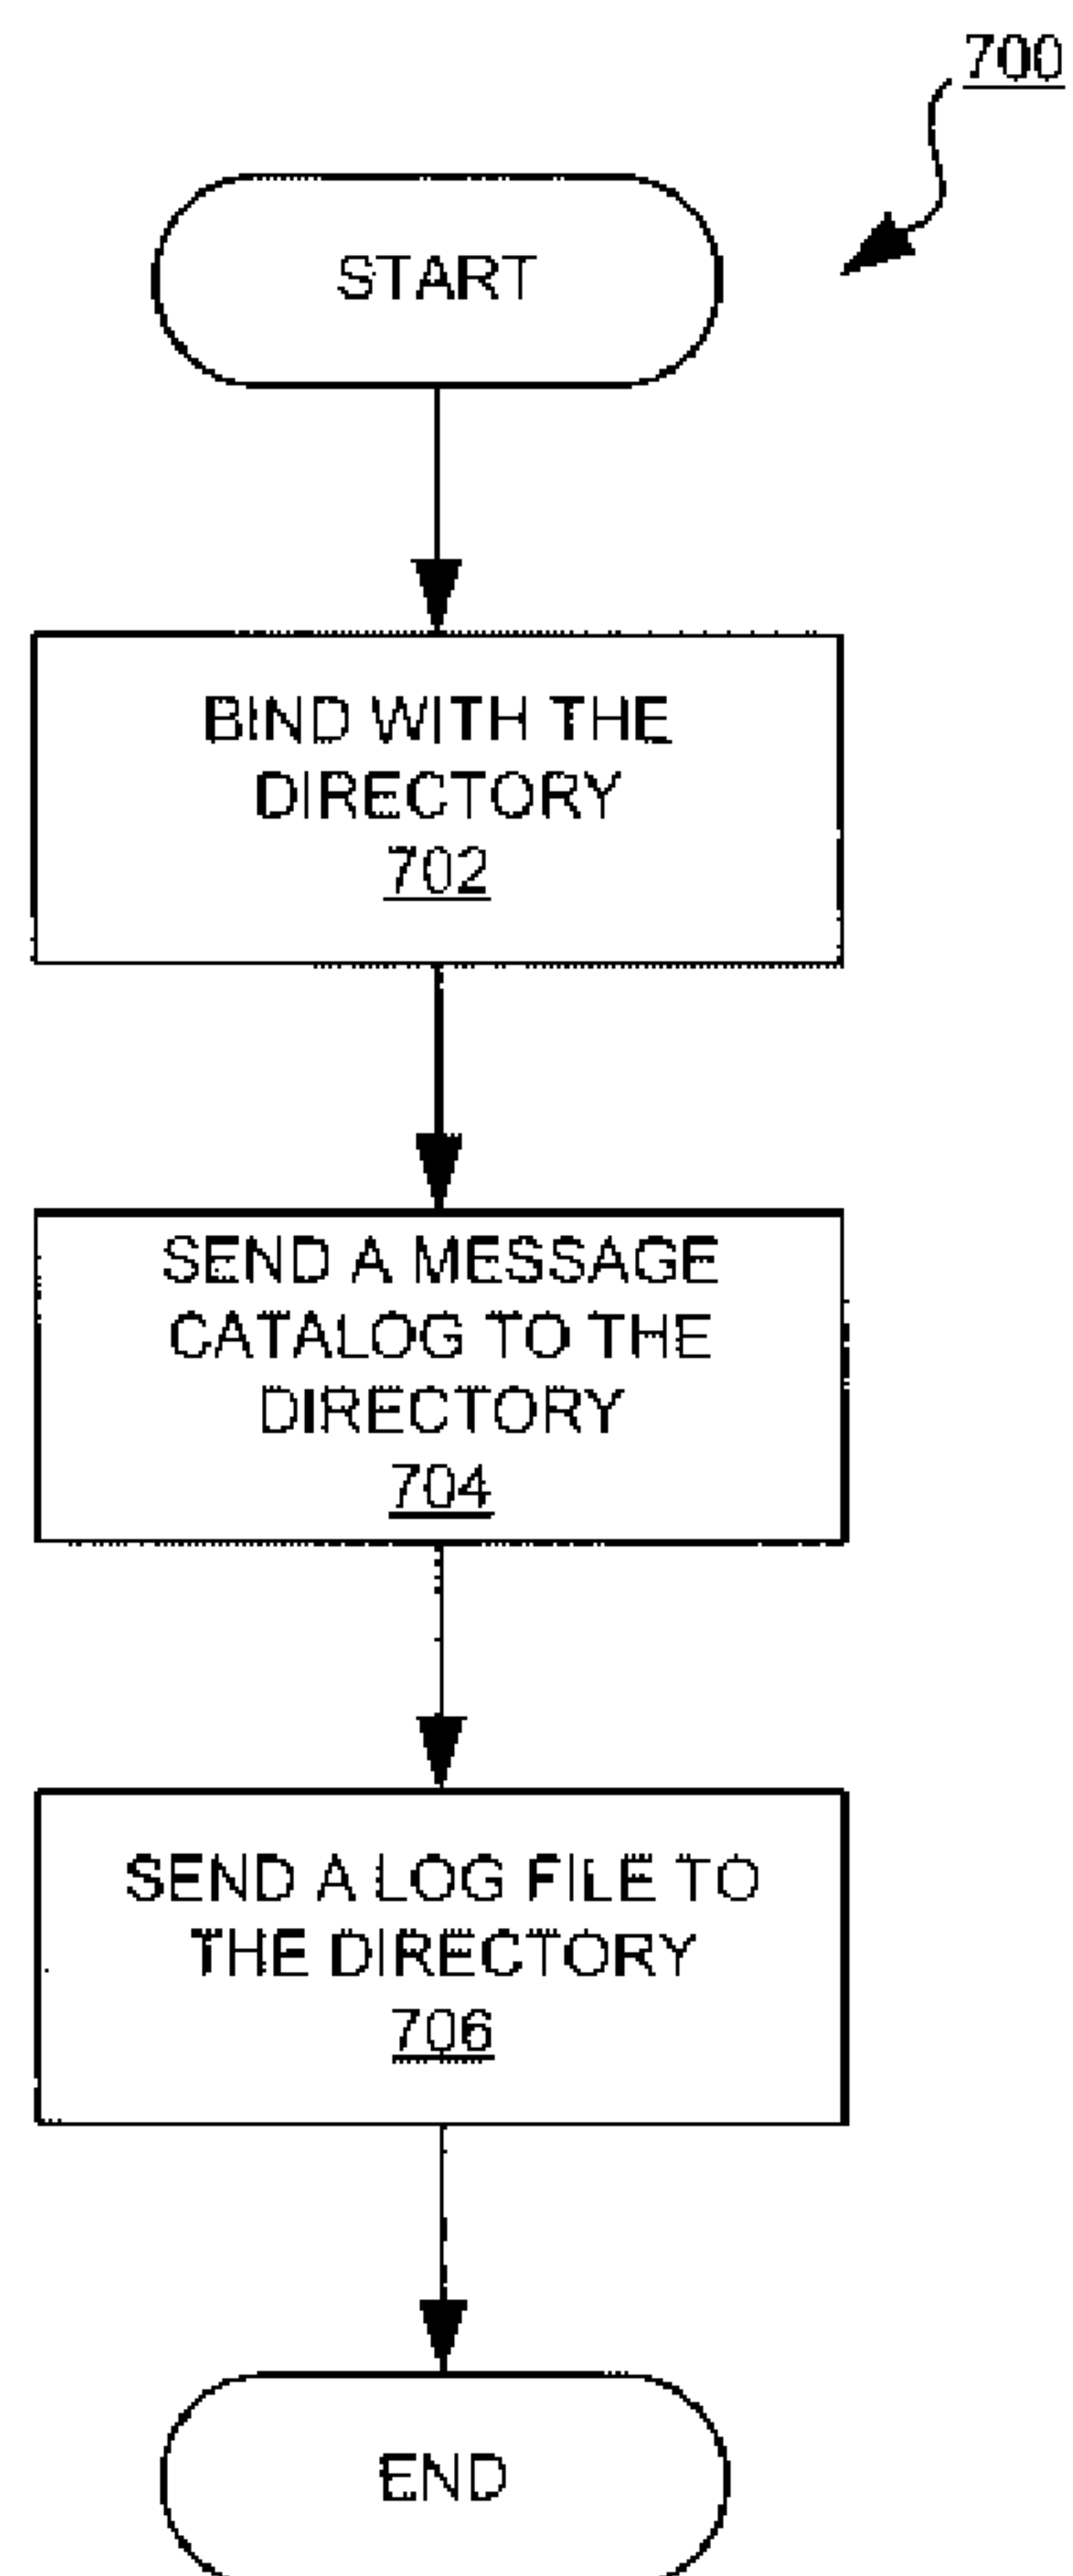 700
START
BIND WITH THE
DIRECTORY
702
SEND A MESSAGE
CATALOG TO THE
DIRECTORY
704
SEND A LOG FILE TO
THE DIRECTORY
706
END